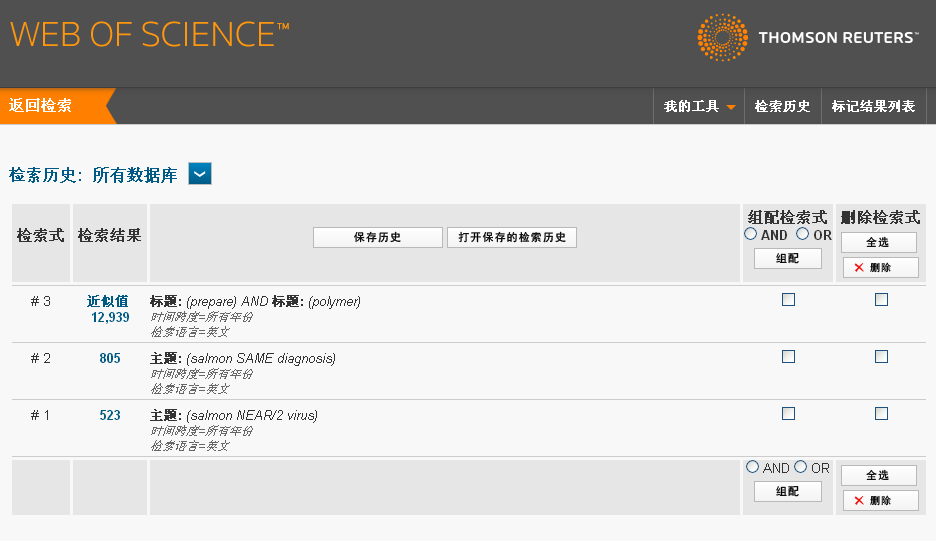 WEB OF SCIENCE™
THOMSON REUTERS™
返回检索
我的工具 检索历史 标记结果列表
检索历史: 所有数据库
检索式 检索结果 保存历史 打开保存的检索历史 组配检索式 删除检索式
AND OR 全选
组配 删除
# 3 近似值 标题: (prepare) AND 标题: (polymer)
12,939 时间跨度=所有年份
检索语言=英文
# 2 805 主题: (salmon SAME diagnosis)
时间跨度=所有年份
检索语言=英文
# 1 523 主题: (salmon NEAR/2 virus)
时间跨度=所有年份
检索语言=英文
AND OR 全选
组配 删除